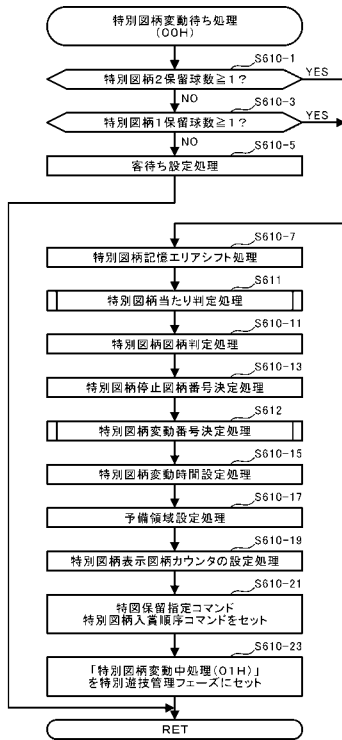 特別図柄変動待ち処理
(00H)
S610-1
特別図柄2保留球数≧1?
YES
NO
S610-3
特別図柄1保留球数≧1?
YES
NO
S610-5
客待ち設定処理
S610-7
特別図柄記憶エリアシフト処理
S611
特別図柄当たり判定処理
S610-11
特別図柄図柄判定処理
S610-13
特別図柄停止図柄番号決定処理
S612
特別図柄変動番号決定処理
S610-15
特別図柄変動時間設定処理
S610-17
予備領域設定処理
S610-19
特別図柄表示図柄カウンタの設定処理
S610-21
特図保留指定コマンド
特別図柄入賞順序コマンドをセット
S610-23
「特別図柄変動中処理(01H)」
を特別遊技管理フェーズにセット
RET